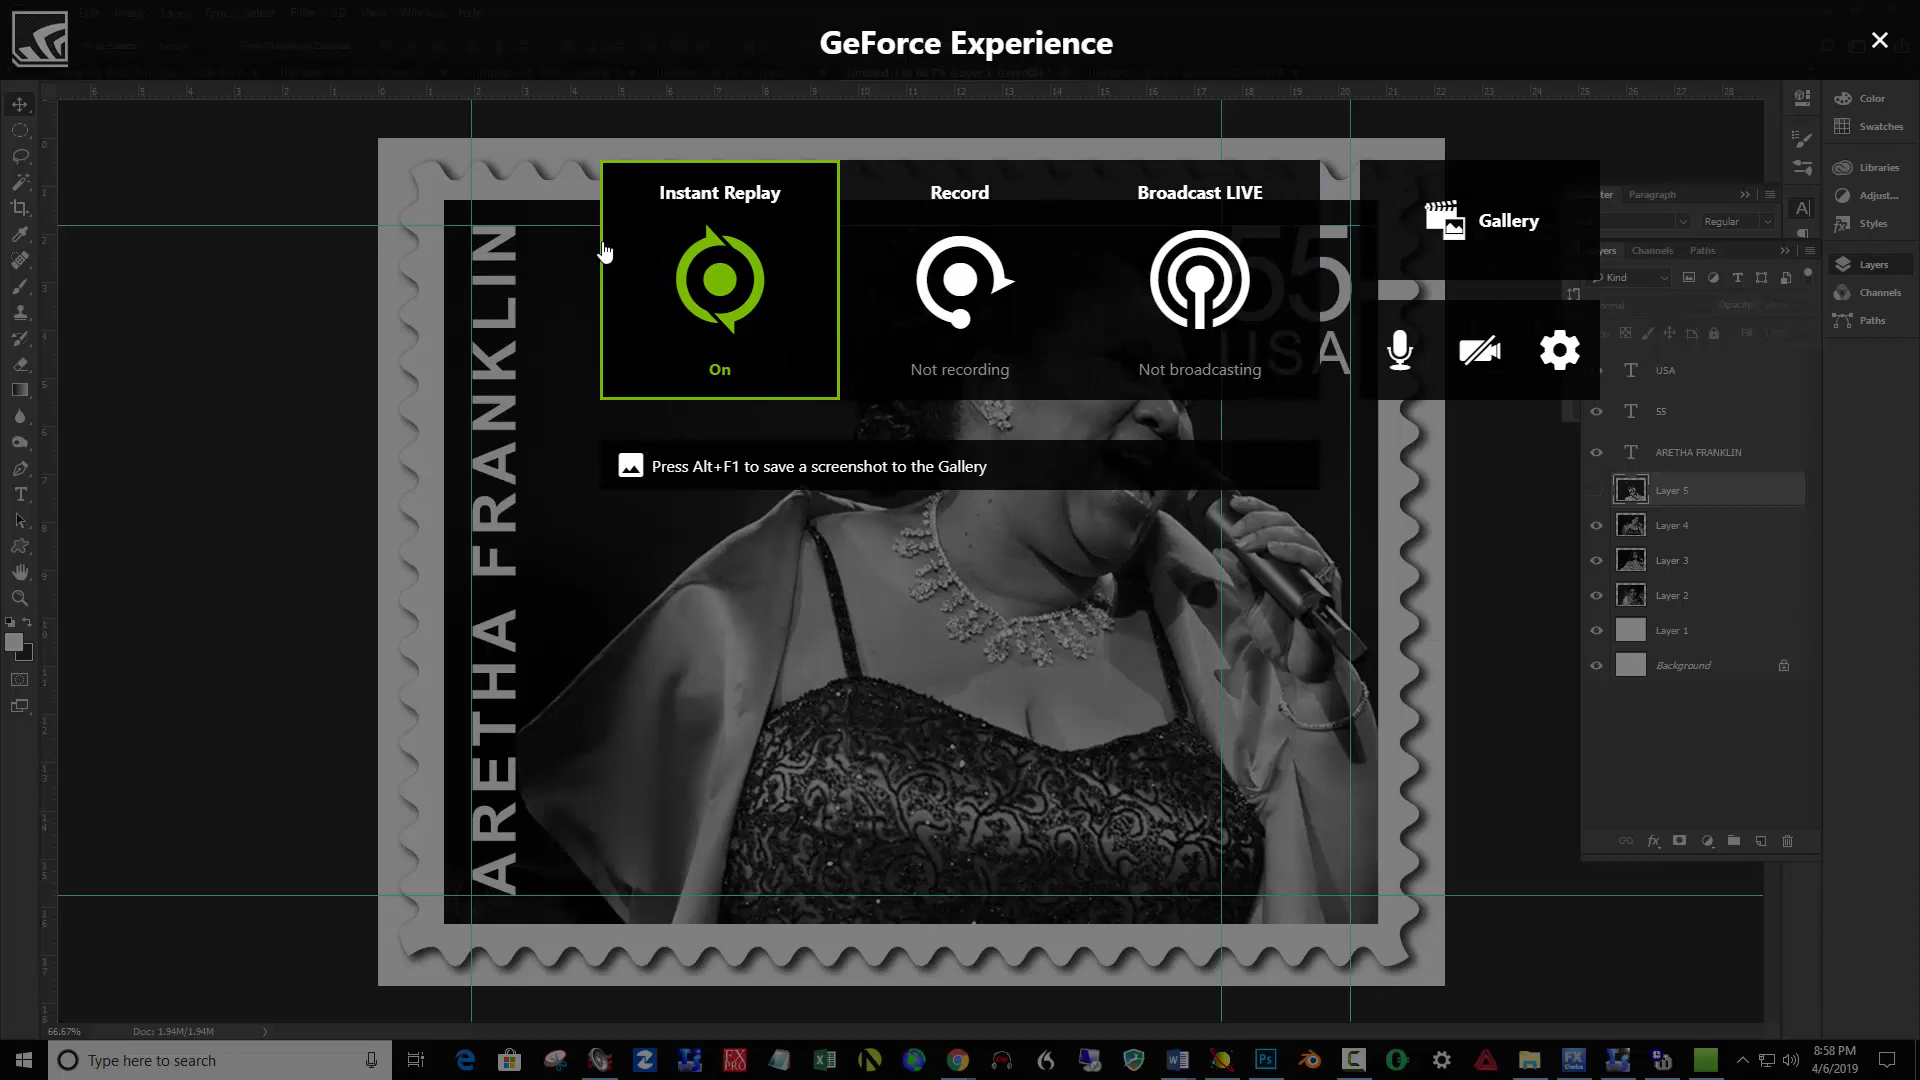 GeForce Experience
Instant Replay
On
Record
Not recording
Broadcast LIVE
Not broadcasting
Gallery
Press Alt+F1 to save a screenshot to the Gallery
ARETHA FRANKLIN
55
USA
Color
Swatches
Libraries
Adjust...
Styles
Layers
Channels
Paths
Paragraph
Regular
Channels
Paths
Kind
USA
55
ARETHA FRANKLIN
Layer 5
Layer 4
Layer 3
Layer 2
Layer 1
Background
66.67%
Doc: 1.94M/1.94M
Type here to search
8:58 PM
4/6/2019